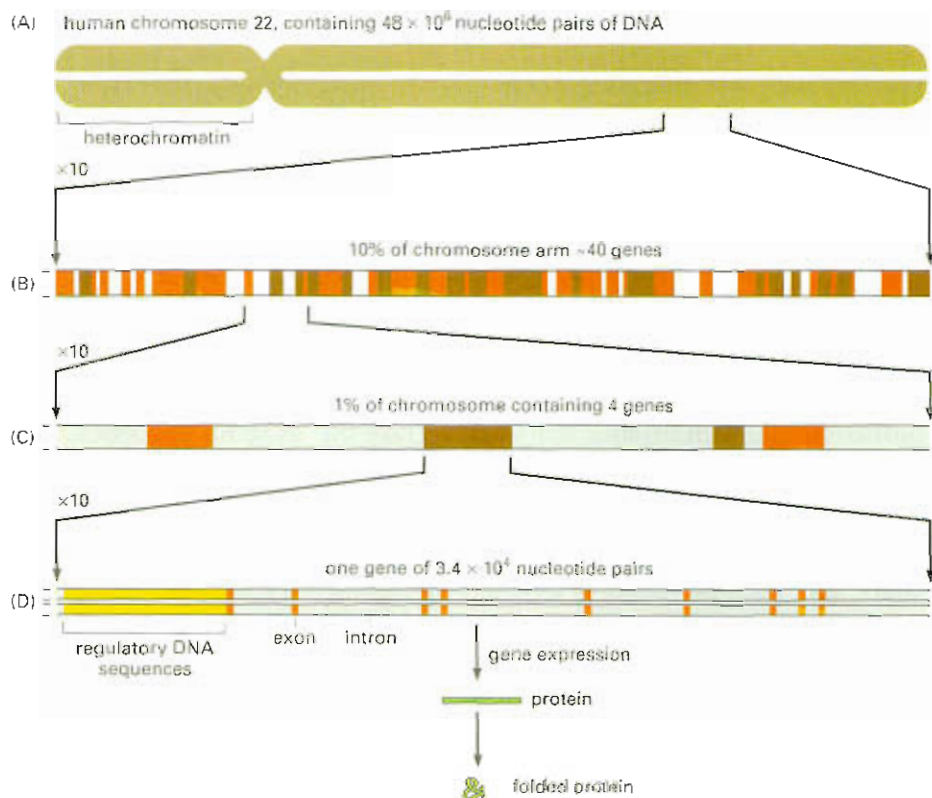 (A) human chromosome 22, containing 48 × 10⁶ nucleotide pairs of DNA
heterochromatin
×10
10% of chromosome arm ~40 genes
(B)
×10
1% of chromosome containing 4 genes
(C)
×10
one gene of 3.4 × 10⁴ nucleotide pairs
(D)
exon intron
regulatory DNA
sequences
gene expression
protein
folded protein